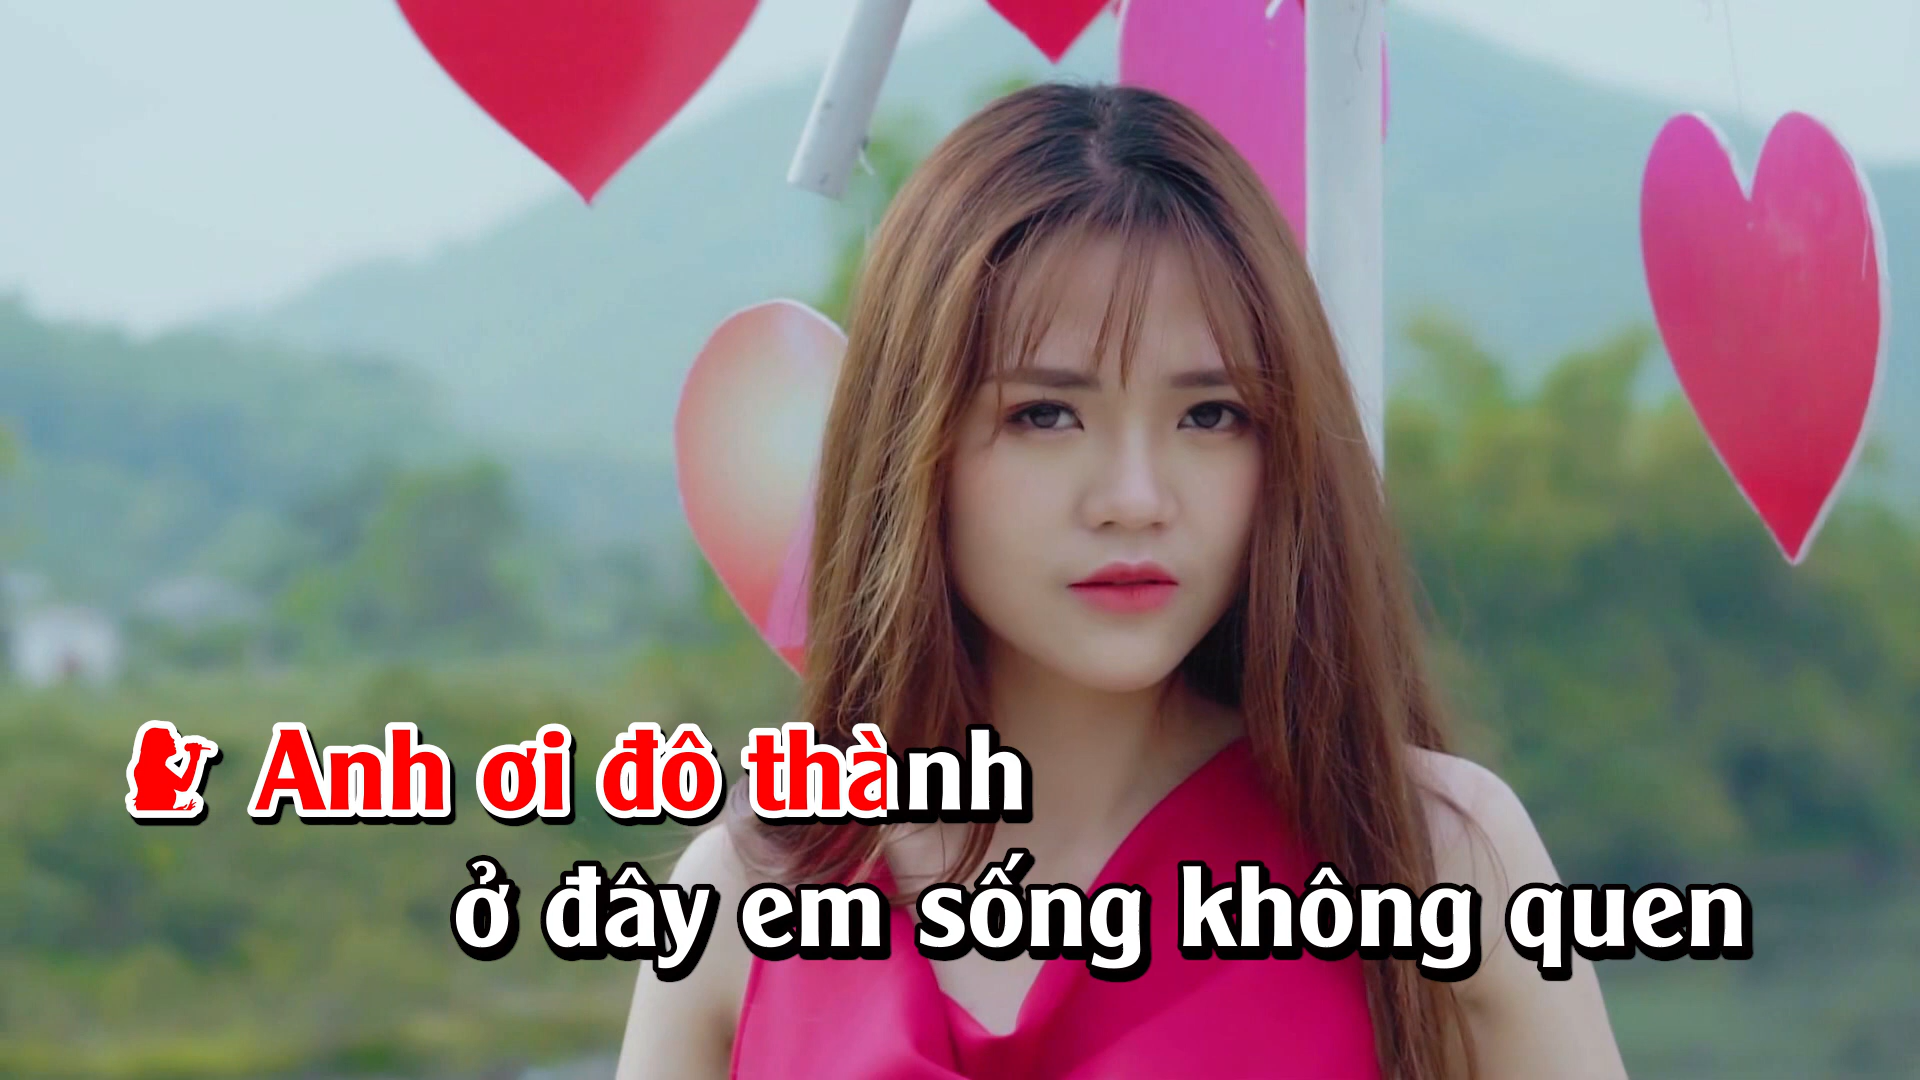 Anh ơi đô thành
ở đây em sống không quen